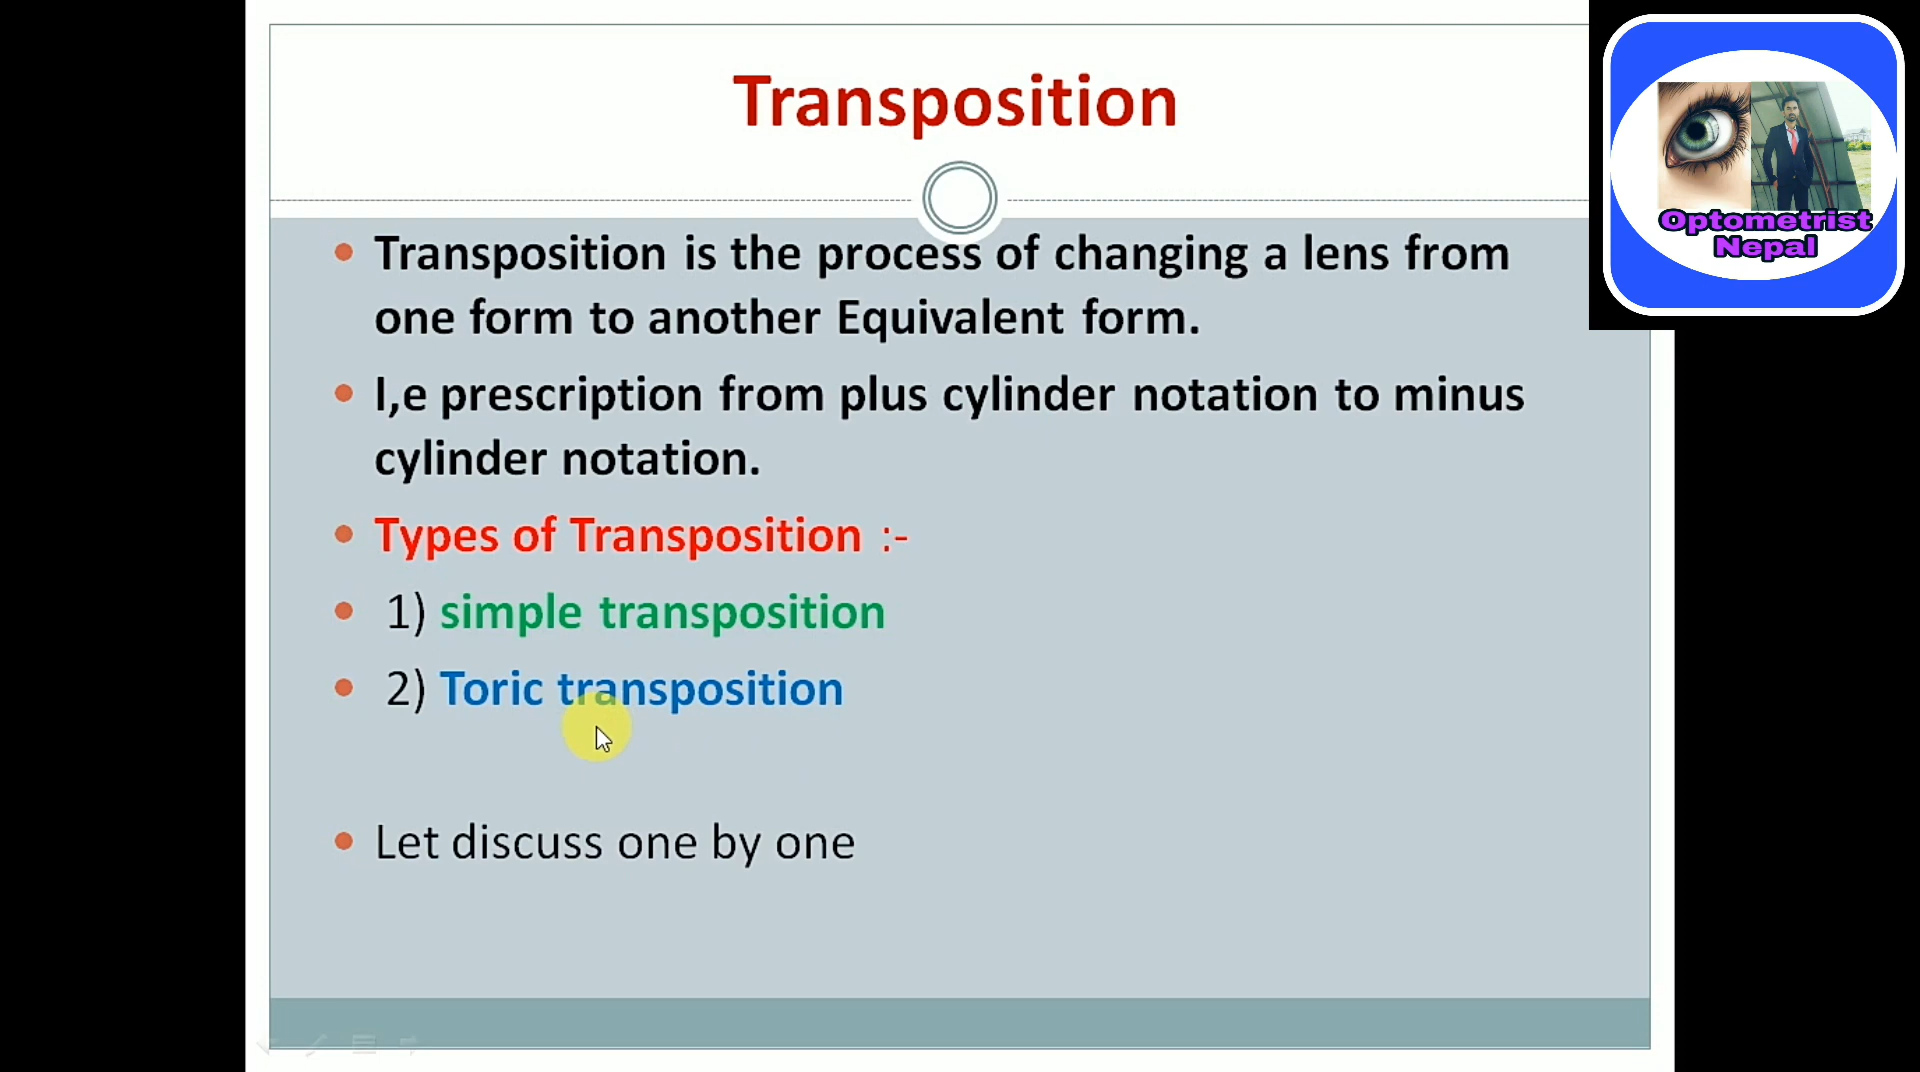 Transposition
Optometrist
Nepal
• Transposition is the process of changing a lens from
one form to another Equivalent form.
• I,e prescription from plus cylinder notation to minus
cylinder notation.
• Types of Transposition :-
• 1) simple transposition
• 2) Toric transposition
• Let discuss one by one